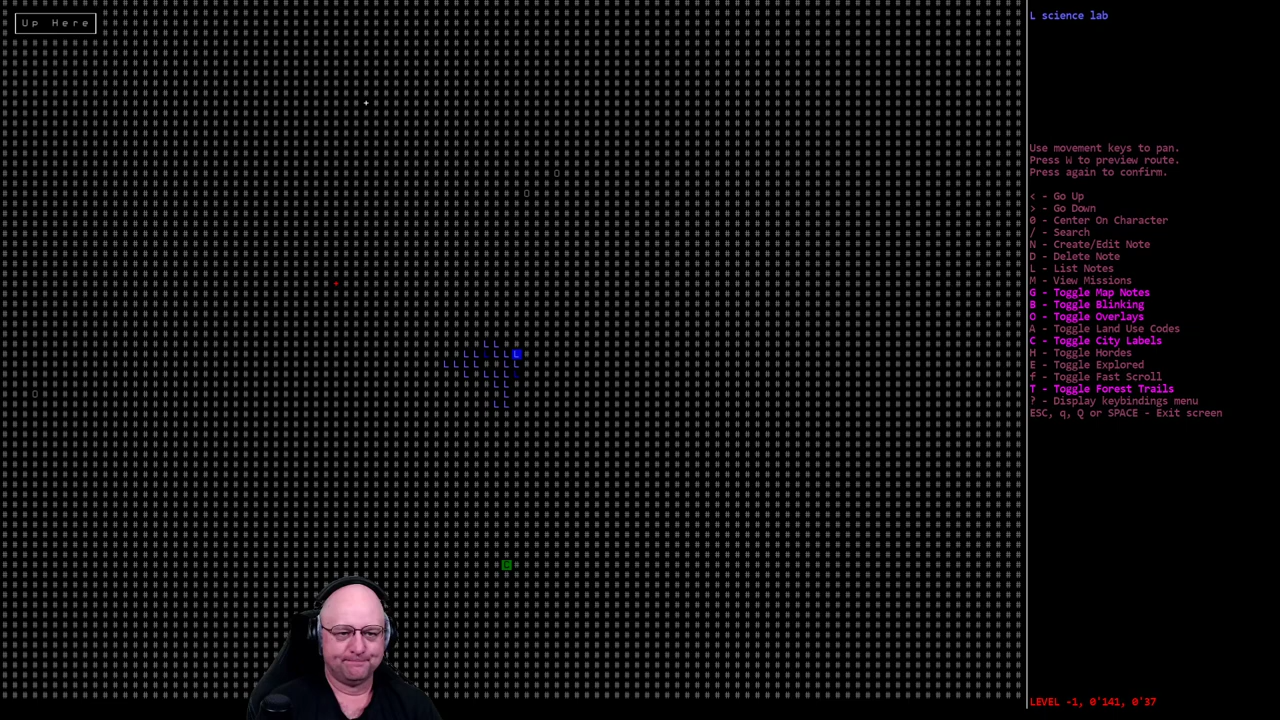 Up Here
L science lab
Use movement keys to pan.
Press W to preview route.
Press again to confirm.
< - Go Up
> - Go Down
0 - Center On Character
/ - Search
N - Create/Edit Note
D - Delete Note
L - List Notes
M - View Missions
G - Toggle Map Notes
B - Toggle Blinking
O - Toggle Overlays
A - Toggle Land Use Codes
C - Toggle City Labels
H - Toggle Hordes
E - Toggle Explored
f - Toggle Fast Scroll
T - Toggle Forest Trails
? - Display keybindings menu
ESC, q, Q or SPACE - Exit screen
L L
L L L L L
L L L L L L
L L L L L
L L
L
L L
C
LEVEL -1, 0'141, 0'37